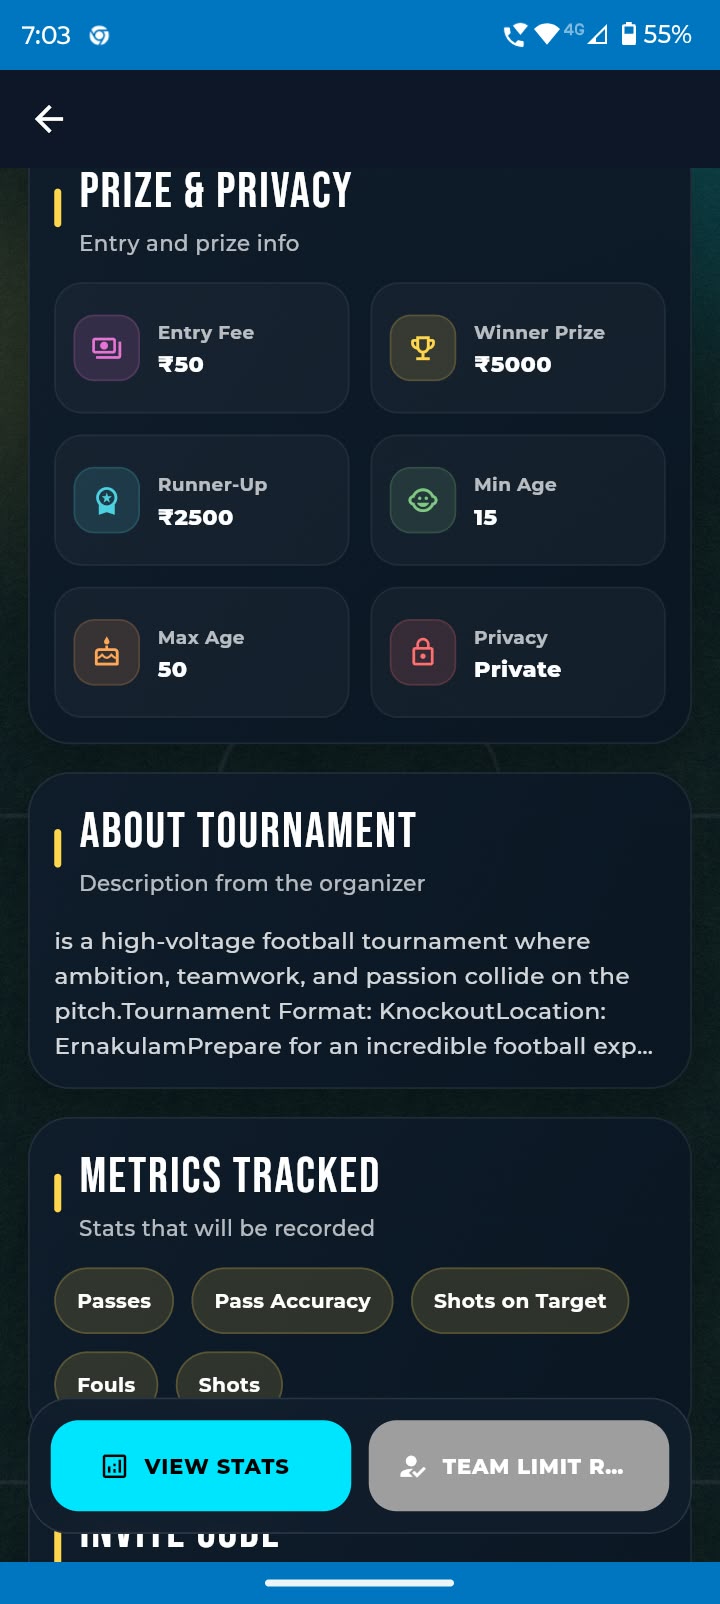 7:03
4G
55%
PRIZE & PRIVACY
Entry and prize info
Entry Fee
₹50
Winner Prize
₹5000
Runner-Up
₹2500
Min Age
15
Max Age
50
Privacy
Private
ABOUT TOURNAMENT
Description from the organizer
is a high-voltage football tournament where
ambition, teamwork, and passion collide on the
pitch.Tournament Format: KnockoutLocation:
ErnakulamPrepare for an incredible football exp...
METRICS TRACKED
Stats that will be recorded
Passes
Pass Accuracy
Shots on Target
Fouls
Shots
VIEW STATS
TEAM LIMIT R...
INVITE CODE